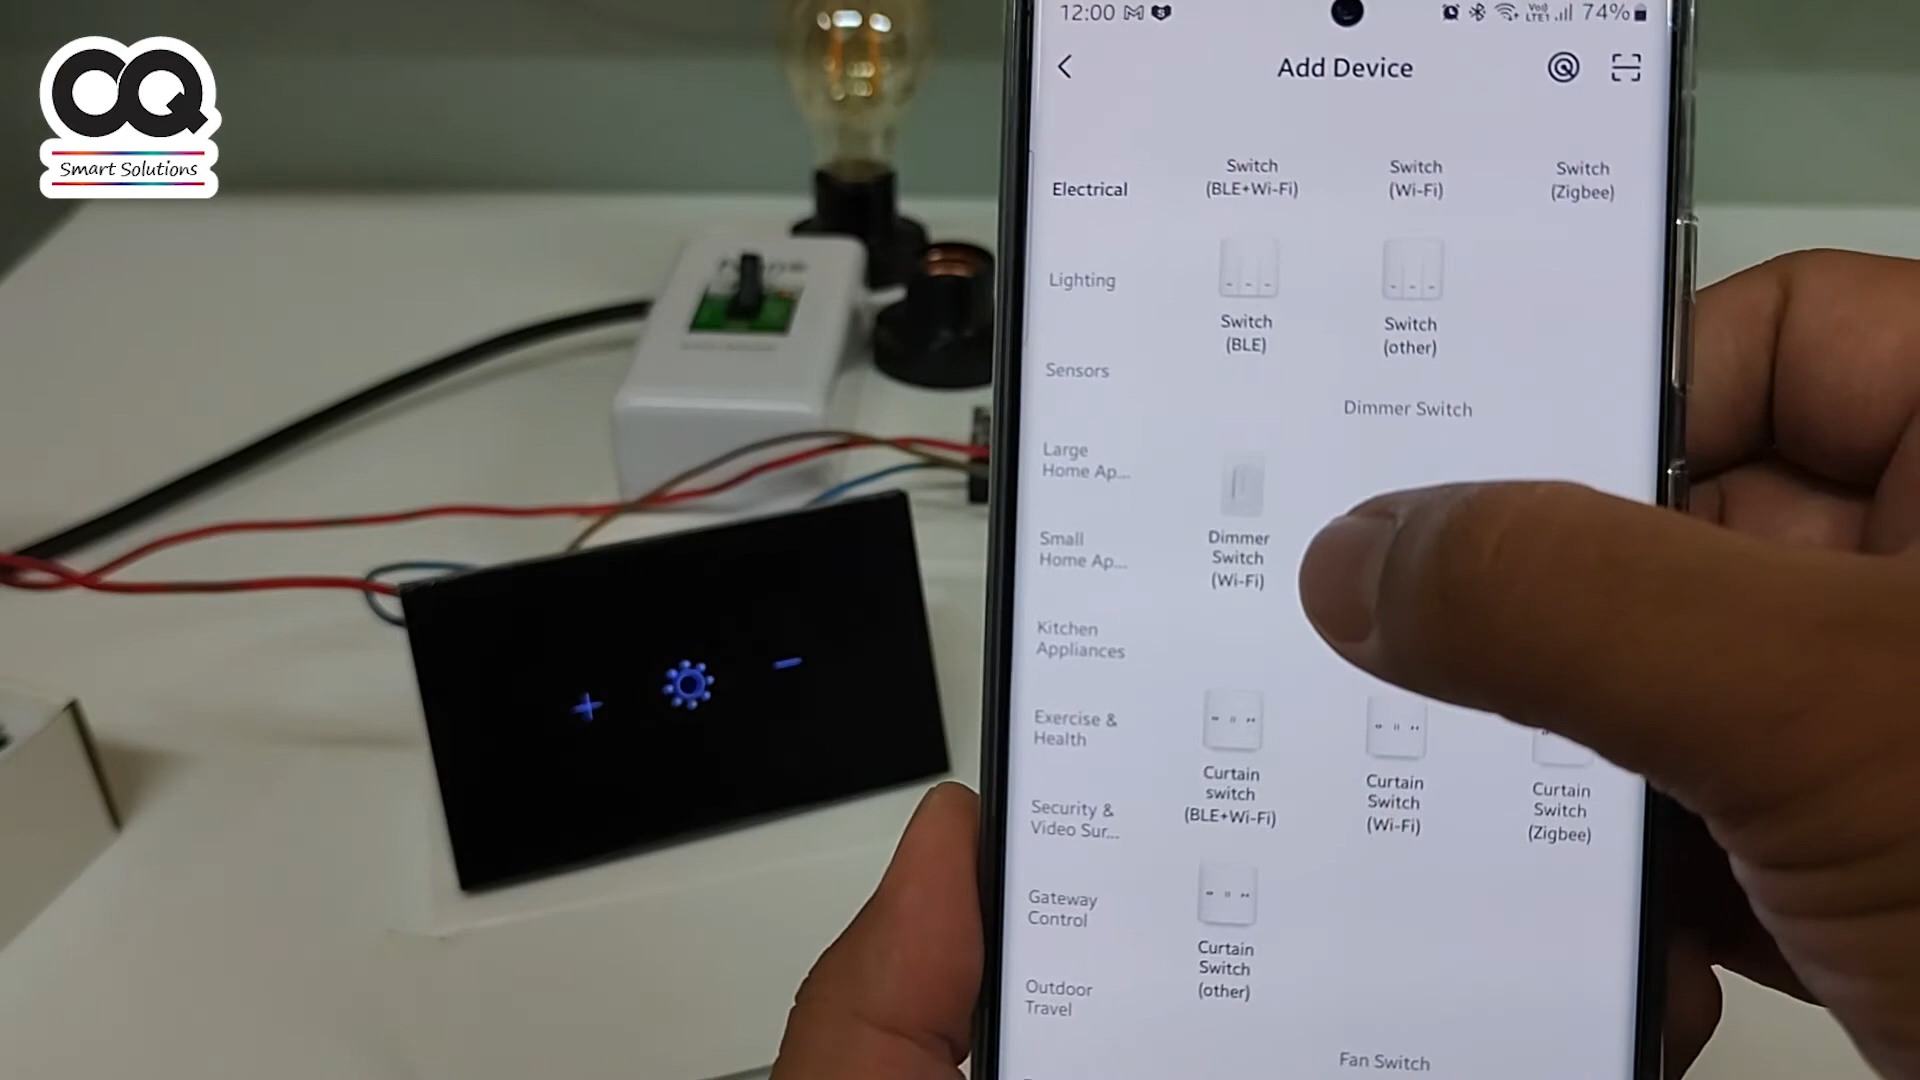 OQ
Smart Solutions
12:00
74%
Add Device
Electrical
Lighting
Sensors
Large
Home Ap...
Small
Home Ap...
Kitchen
Appliances
Exercise &
Health
Security &
Video Sur...
Gateway
Control
Outdoor
Travel
Switch
(BLE+Wi-Fi)
Switch
(Wi-Fi)
Switch
(Zigbee)
Switch
(BLE)
Switch
(other)
Dimmer Switch
Dimmer
Switch
(Wi-Fi)
Curtain
switch
(BLE+Wi-Fi)
Curtain
Switch
(Wi-Fi)
Curtain
Switch
(Zigbee)
Curtain
Switch
(other)
Fan Switch